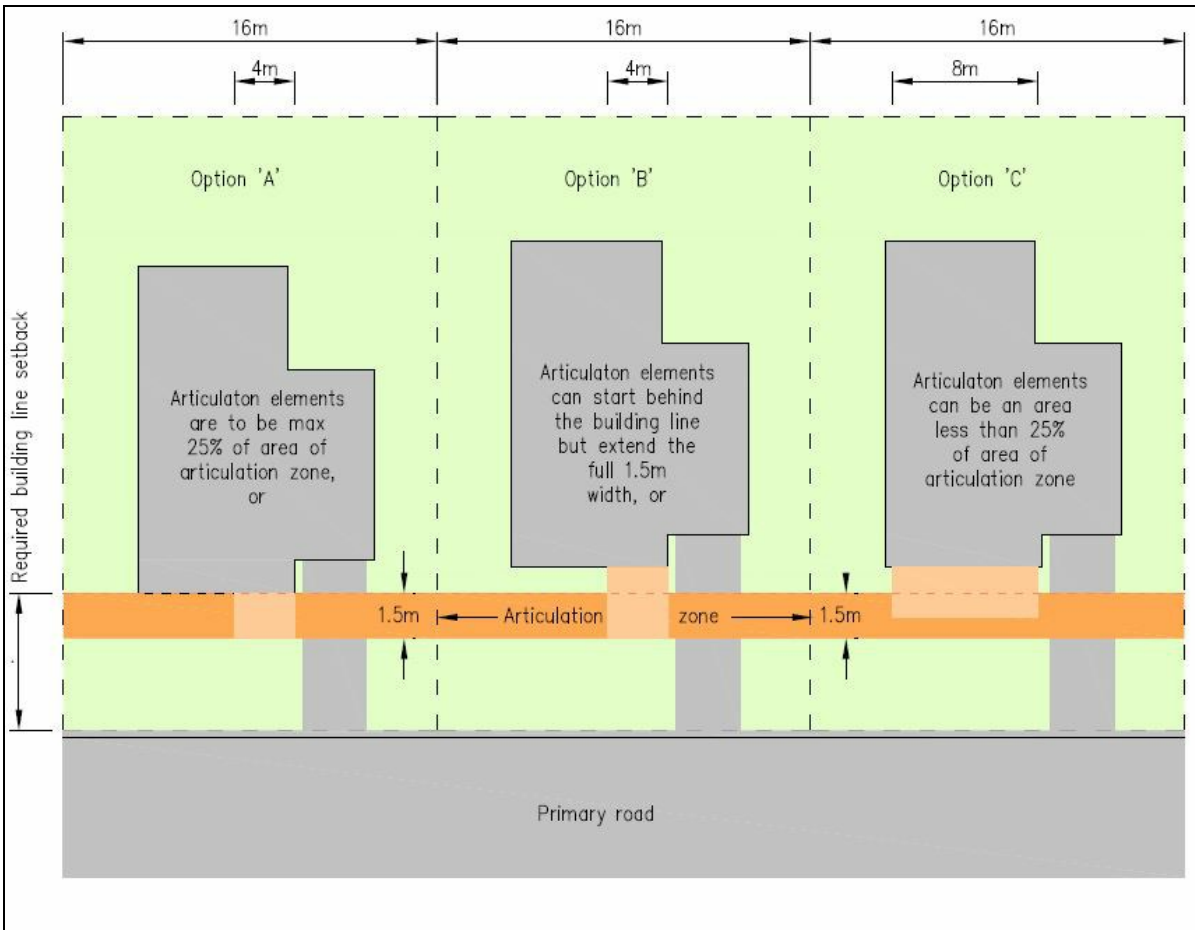 16m
16m
16m
4m
4m
8m
Option 'A'
Option 'B'
Option 'C'
Required building line setback
Articulaton elements
are to be max
25% of area of
articulation zone,
or
Articulaton elements
can start behind
the building line
but extend the
full 1.5m
width, or
Articulaton elements
can be an area
less than 25%
of area of
articulation zone
1.5m
Articulation zone
1.5m
Primary road